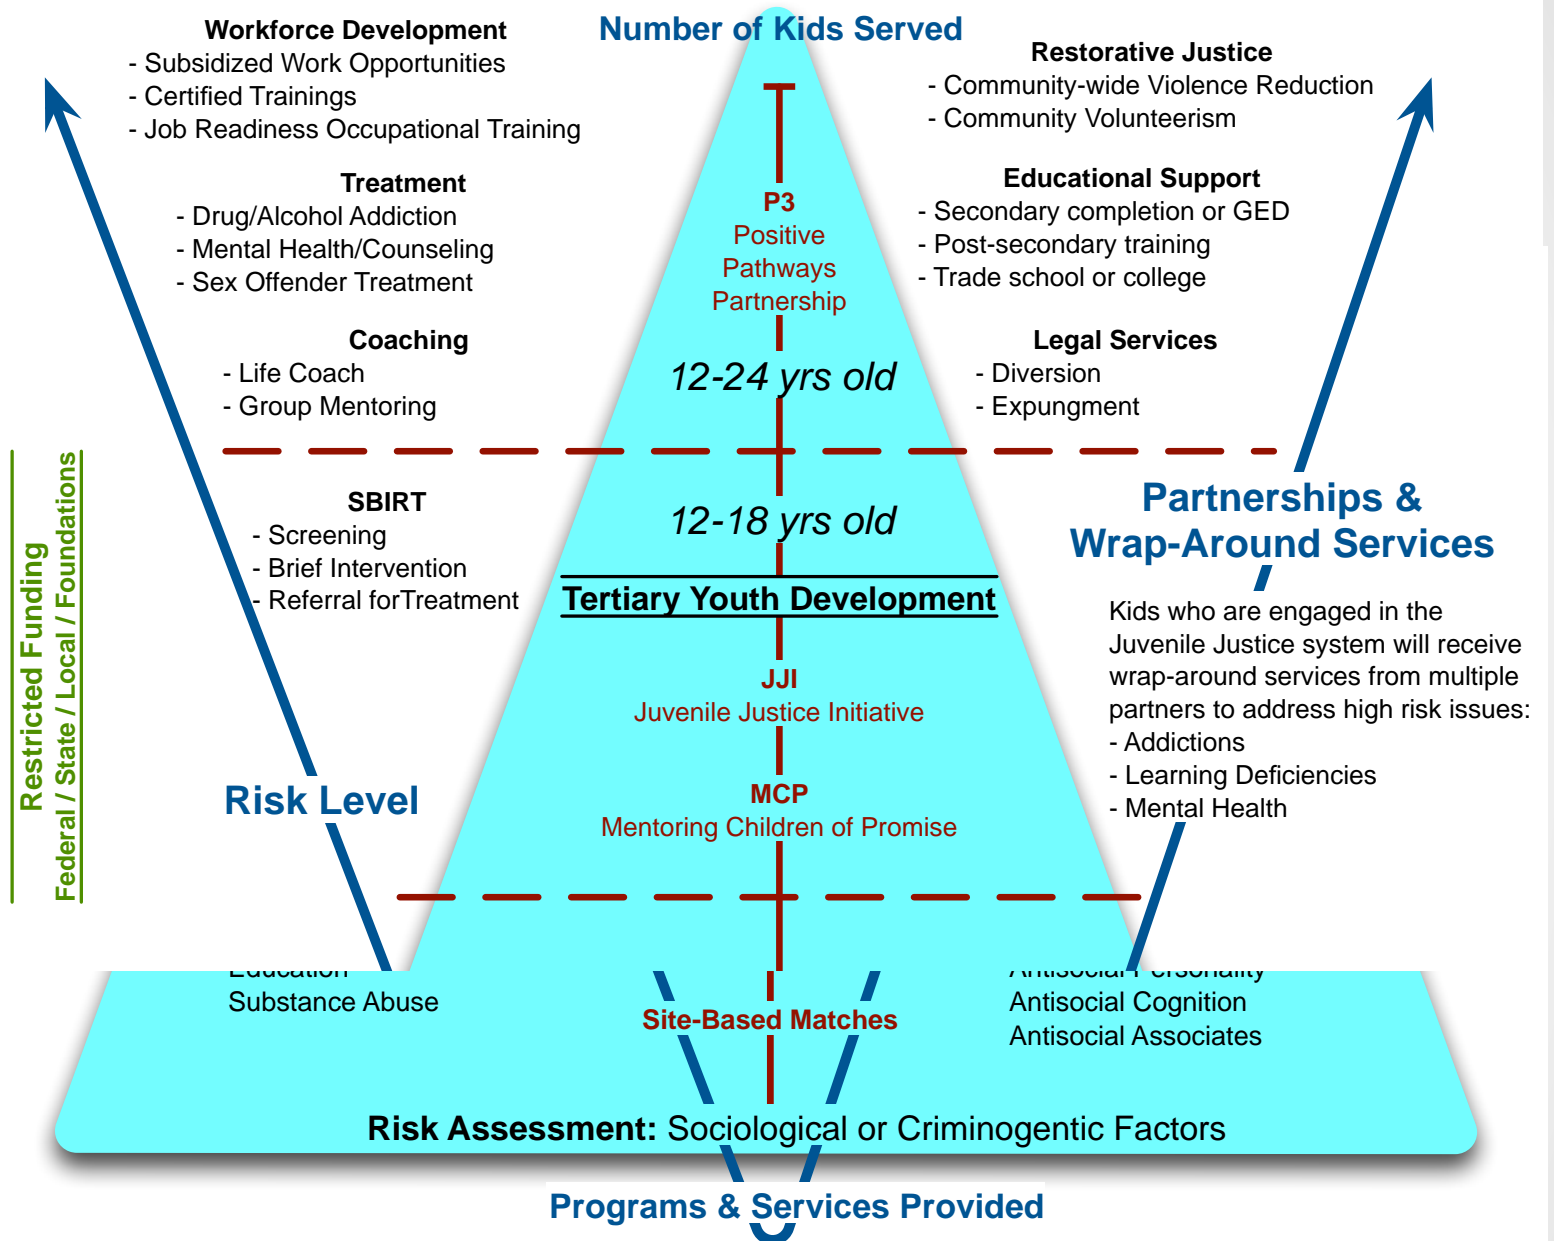 Number of Kids Served
Workforce Development
- Subsidized Work Opportunities
- Certified Trainings
- Job Readiness Occupational Training
Treatment
- Drug/Alcohol Addiction
- Mental Health/Counseling
- Sex Offender Treatment
Coaching
- Life Coach
- Group Mentoring
Restorative Justice
- Community-wide Violence Reduction
- Community Volunteerism
Educational Support
- Secondary completion or GED
- Post-secondary training
- Trade school or college
Legal Services
- Diversion
- Expungment
P3
Positive
Pathways
Partnership
12-24 yrs old
12-18 yrs old
Tertiary Youth Development
JJI
Juvenile Justice Initiative
MCP
Mentoring Children of Promise
SBIRT
- Screening
- Brief Intervention
- Referral forTreatment
Restricted Funding
Federal / State / Local / Foundations
Risk Level
Partnerships &
Wrap-Around Services
Kids who are engaged in the
Juvenile Justice system will receive
wrap-around services from multiple
partners to address high risk issues:
- Addictions
- Learning Deficiencies
- Mental Health
Education
Substance Abuse
Site-Based Matches
Antisocial Personality
Antisocial Cognition
Antisocial Associates
Risk Assessment: Sociological or Criminogentic Factors
Programs & Services Provided